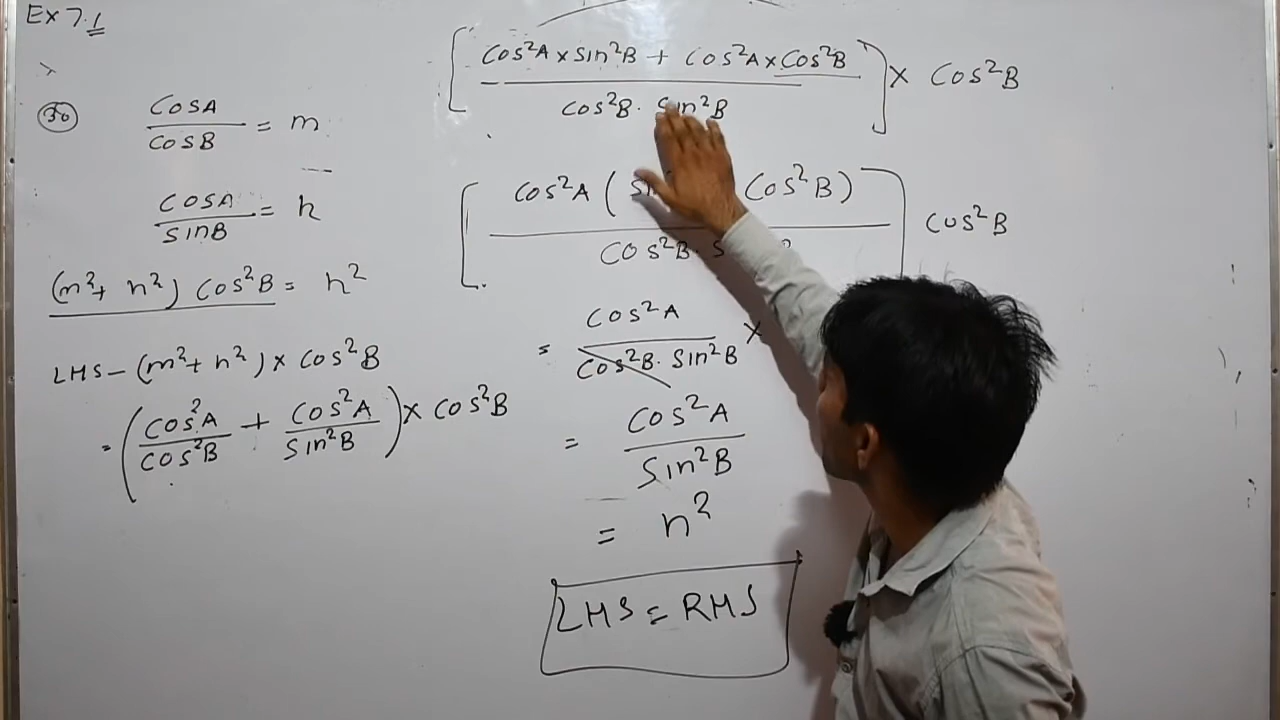 Ex 7.1
30
CosA / CosB = m
CosA / SinB = n
(m²+ n²) Cos²B = n²
LHS – (m²+ n²) × Cos²B
= (Cos²A / Cos²B + Cos²A / Sin²B) × Cos²B
[Cos²A × Sin²B + Cos²A × Cos²B / Cos²B · Sin²B] × Cos²B
[Cos²A ( Cos²B) / Cos²B · ] Cos²B
= Cos²A / Cos²B · Sin²B ×
= Cos²A / Sin²B
= n²
LHS = RHS